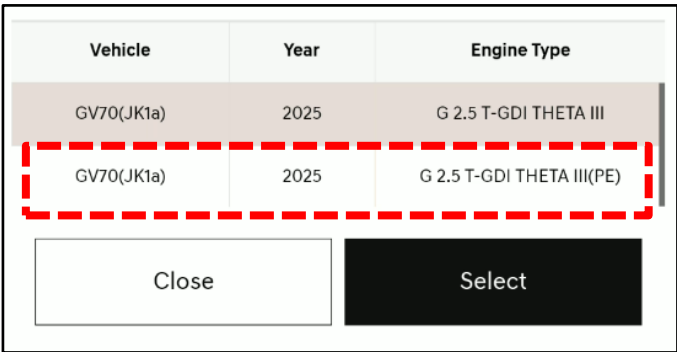 Vehicle Year Engine Type
GV70(JK1a) 2025 G 2.5 T-GDI THETA III
GV70(JK1a) 2025 G 2.5 T-GDI THETA III(PE)
Close Select